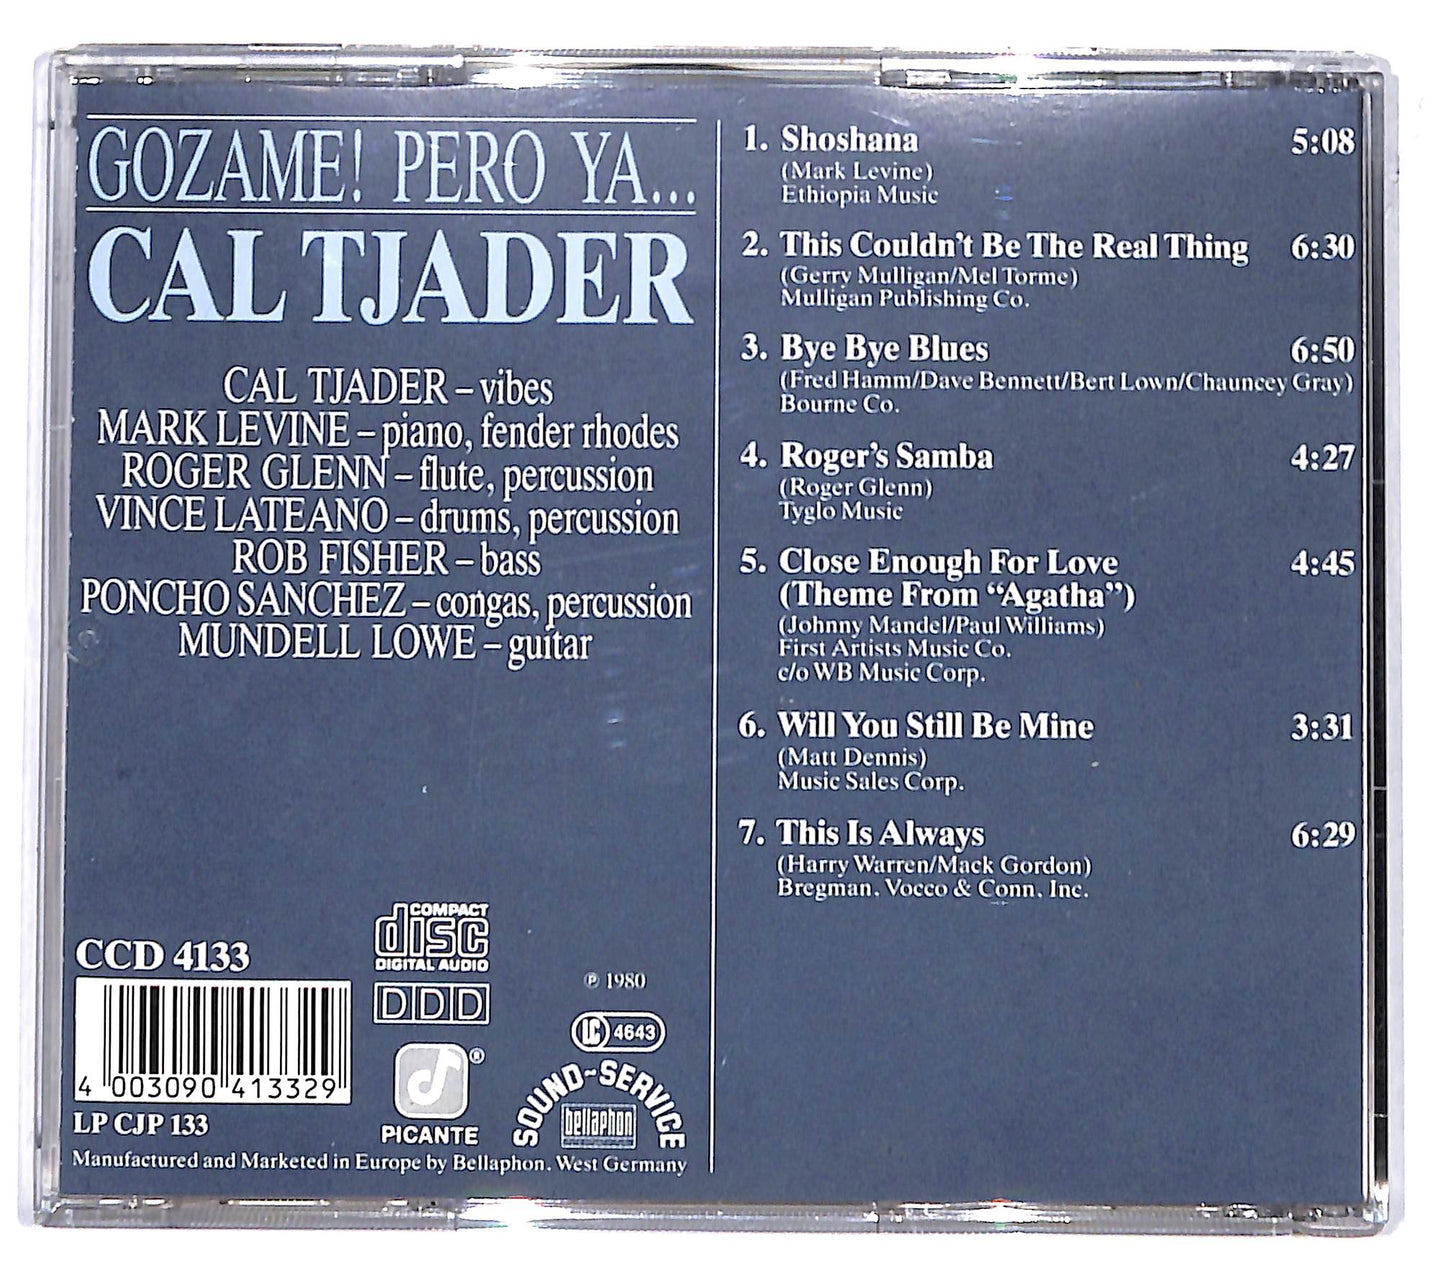 GOZAME! PERO YA...
CAL TJADER
CAL TJADER – vibes
MARK LEVINE – piano, fender rhodes
ROGER GLENN – flute, percussion
VINCE LATEANO – drums, percussion
ROB FISHER – bass
PONCHO SANCHEZ – congas, percussion
MUNDELL LOWE – guitar
1. Shoshana 5:08
(Mark Levine)
Ethiopia Music
2. This Couldn't Be The Real Thing 6:30
(Gerry Mulligan/Mel Torme)
Mulligan Publishing Co.
3. Bye Bye Blues 6:50
(Fred Hamm/Dave Bennett/Bert Lown/Chauncey Gray)
Bourne Co.
4. Roger's Samba 4:27
(Roger Glenn)
Tyglo Music
5. Close Enough For Love 4:45
(Theme From "Agatha")
(Johnny Mandel/Paul Williams)
First Artists Music Co.
c/o WB Music Corp.
6. Will You Still Be Mine 3:31
(Matt Dennis)
Music Sales Corp.
7. This Is Always 6:29
(Harry Warren/Mack Gordon)
Bregman, Vocco & Conn, Inc.
CCD 4133
4 003090 413329
LP CJP 133
COMPACT
disc
DIGITAL AUDIO
DDD
®
PICANTE
℗ 1980
LC 4643
SOUND~SERVICE
bellaphon
Manufactured and Marketed in Europe by Bellaphon, West Germany